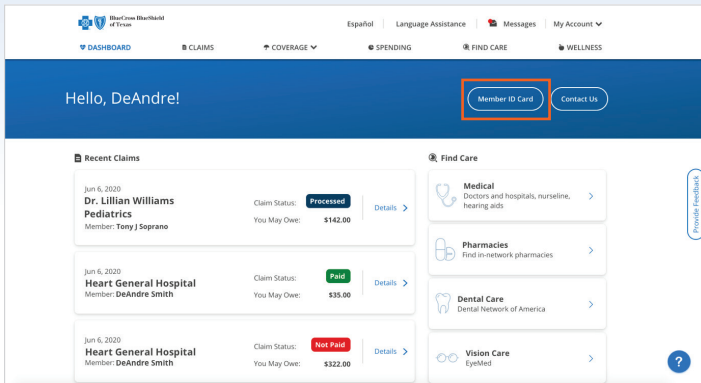 BlueCross BlueShield
of Texas
Español
Language Assistance
Messages
My Account
DASHBOARD
CLAIMS
COVERAGE
SPENDING
FIND CARE
WELLNESS
Hello, DeAndre!
Member ID Card
Contact Us
Recent Claims
Jun 6, 2020
Dr. Lillian Williams
Pediatrics
Member: Tony J Soprano
Claim Status: Processed
You May Owe: $142.00
Details
Jun 6, 2020
Heart General Hospital
Member: DeAndre Smith
Claim Status: Paid
You May Owe: $35.00
Details
Jun 6, 2020
Heart General Hospital
Member: DeAndre Smith
Claim Status: Not Paid
You May Owe: $322.00
Details
Find Care
Medical
Doctors and hospitals, nurseline,
hearing aids
Pharmacies
Find in-network pharmacies
Dental Care
Dental Network of America
Vision Care
EyeMed
Provide Feedback
?